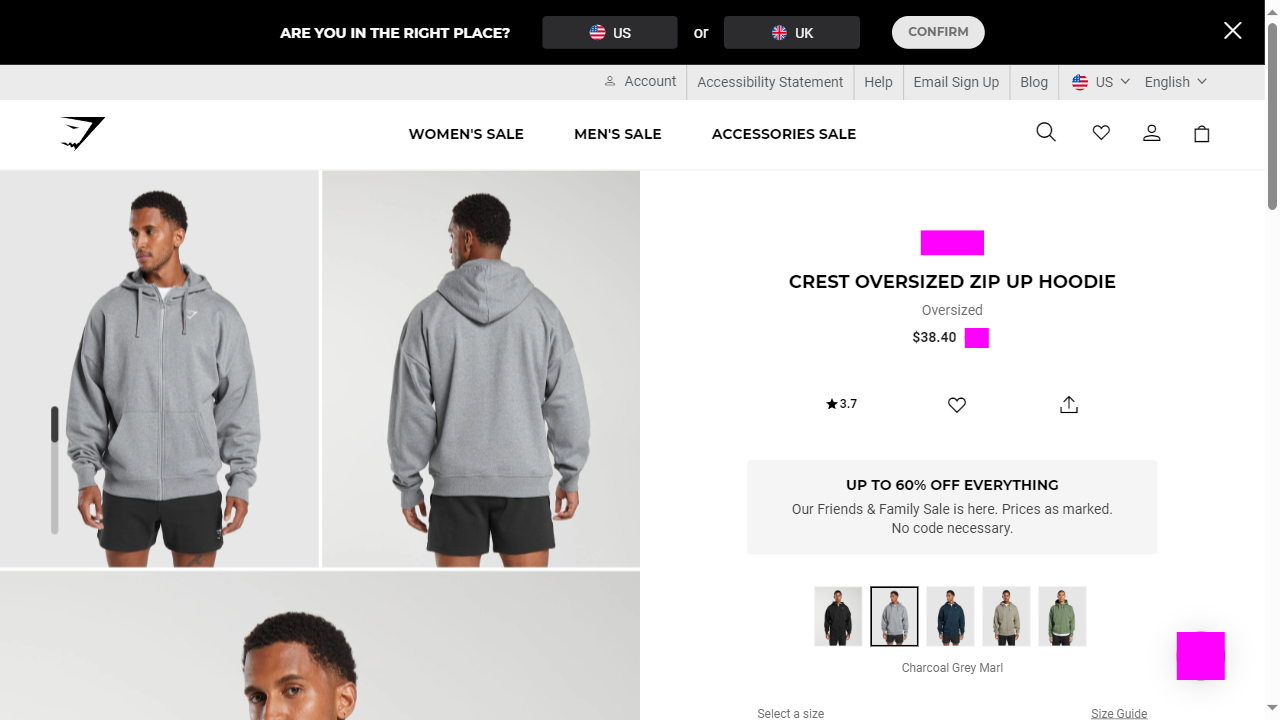 ARE YOU IN THE RIGHT PLACE?
US
or
UK
CONFIRM
Account
Accessibility Statement
Help
Email Sign Up
Blog
US
English
WOMEN'S SALE
MEN'S SALE
ACCESSORIES SALE
CREST OVERSIZED ZIP UP HOODIE
Oversized
$38.40
3.7
UP TO 60% OFF EVERYTHING
Our Friends & Family Sale is here. Prices as marked.
No code necessary.
Charcoal Grey Marl
Select a size
Size Guide